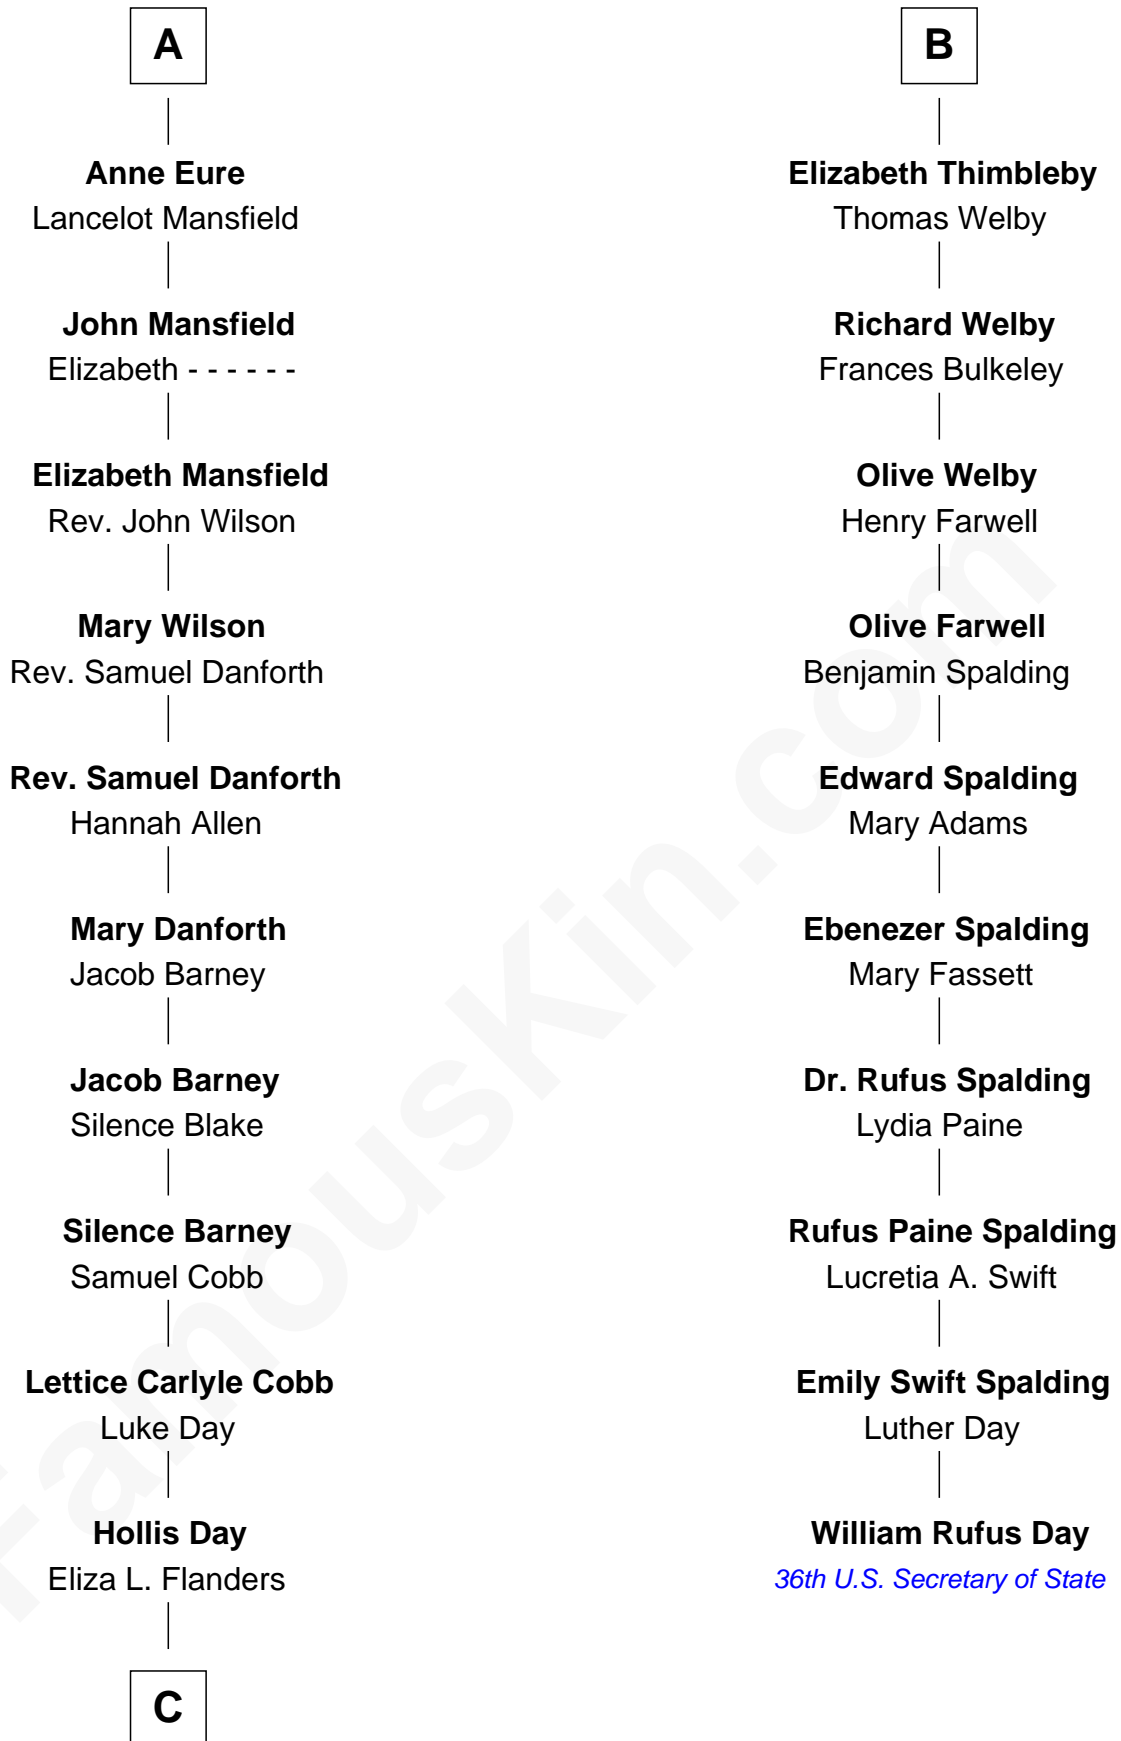 A
Anne Eure
Lancelot Mansfield
John Mansfield
Elizabeth - - - - - -
Elizabeth Mansfield
Rev. John Wilson
Mary Wilson
Rev. Samuel Danforth
Rev. Samuel Danforth
Hannah Allen
Mary Danforth
Jacob Barney
Jacob Barney
Silence Blake
Silence Barney
Samuel Cobb
Lettice Carlyle Cobb
Luke Day
Hollis Day
Eliza L. Flanders
C
B
Elizabeth Thimbleby
Thomas Welby
Richard Welby
Frances Bulkeley
Olive Welby
Henry Farwell
Olive Farwell
Benjamin Spalding
Edward Spalding
Mary Adams
Ebenezer Spalding
Mary Fassett
Dr. Rufus Spalding
Lydia Paine
Rufus Paine Spalding
Lucretia A. Swift
Emily Swift Spalding
Luther Day
William Rufus Day
36th U.S. Secretary of State
FamousKin.com